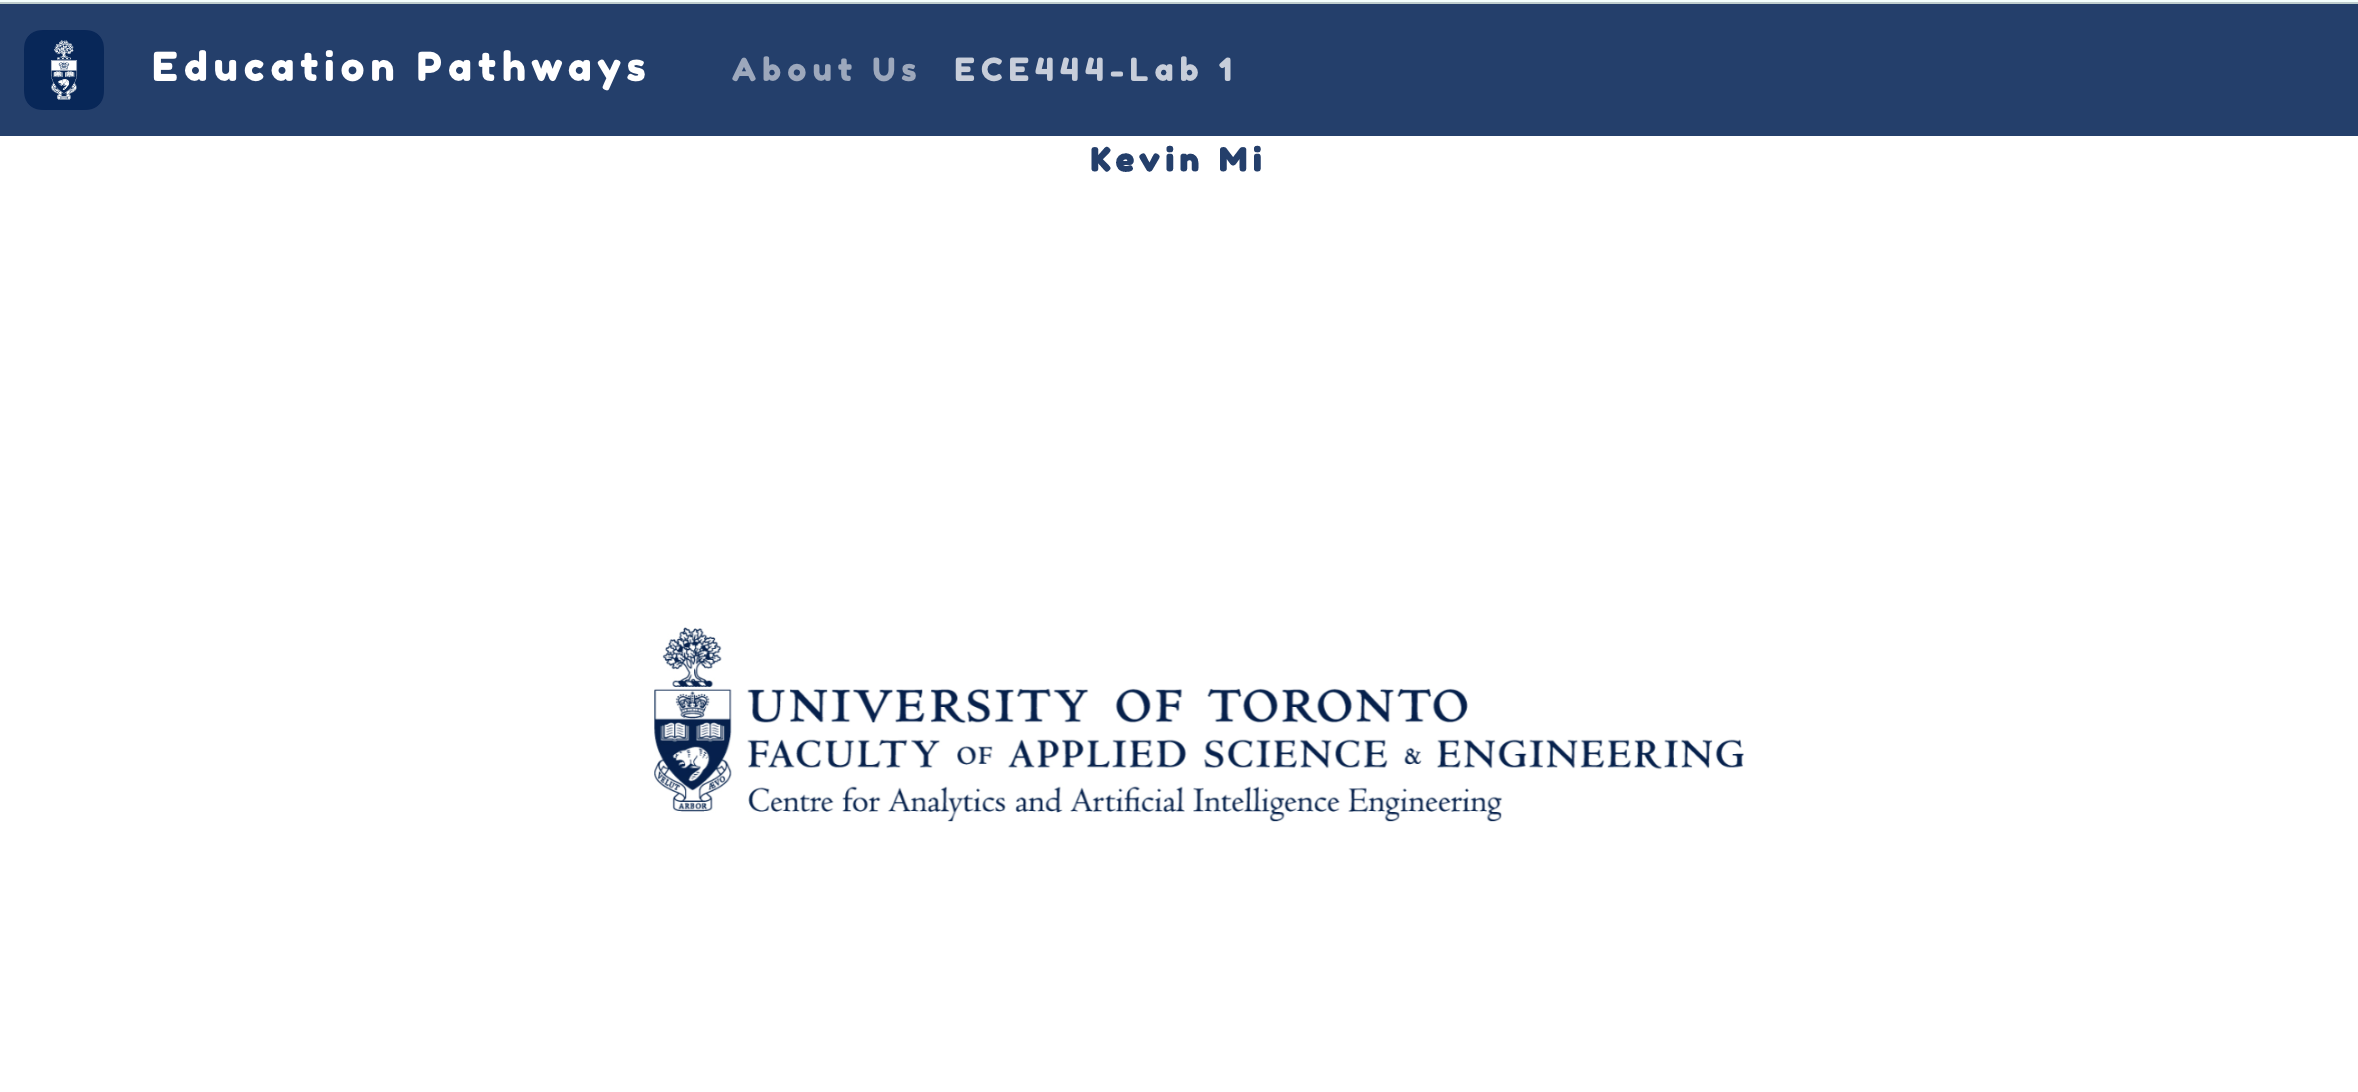 Education Pathways About Us ECE444-Lab 1
Kevin Mi
UNIVERSITY OF TORONTO
FACULTY OF APPLIED SCIENCE & ENGINEERING
Centre for Analytics and Artificial Intelligence Engineering
VELUT ARBOR ÆVO